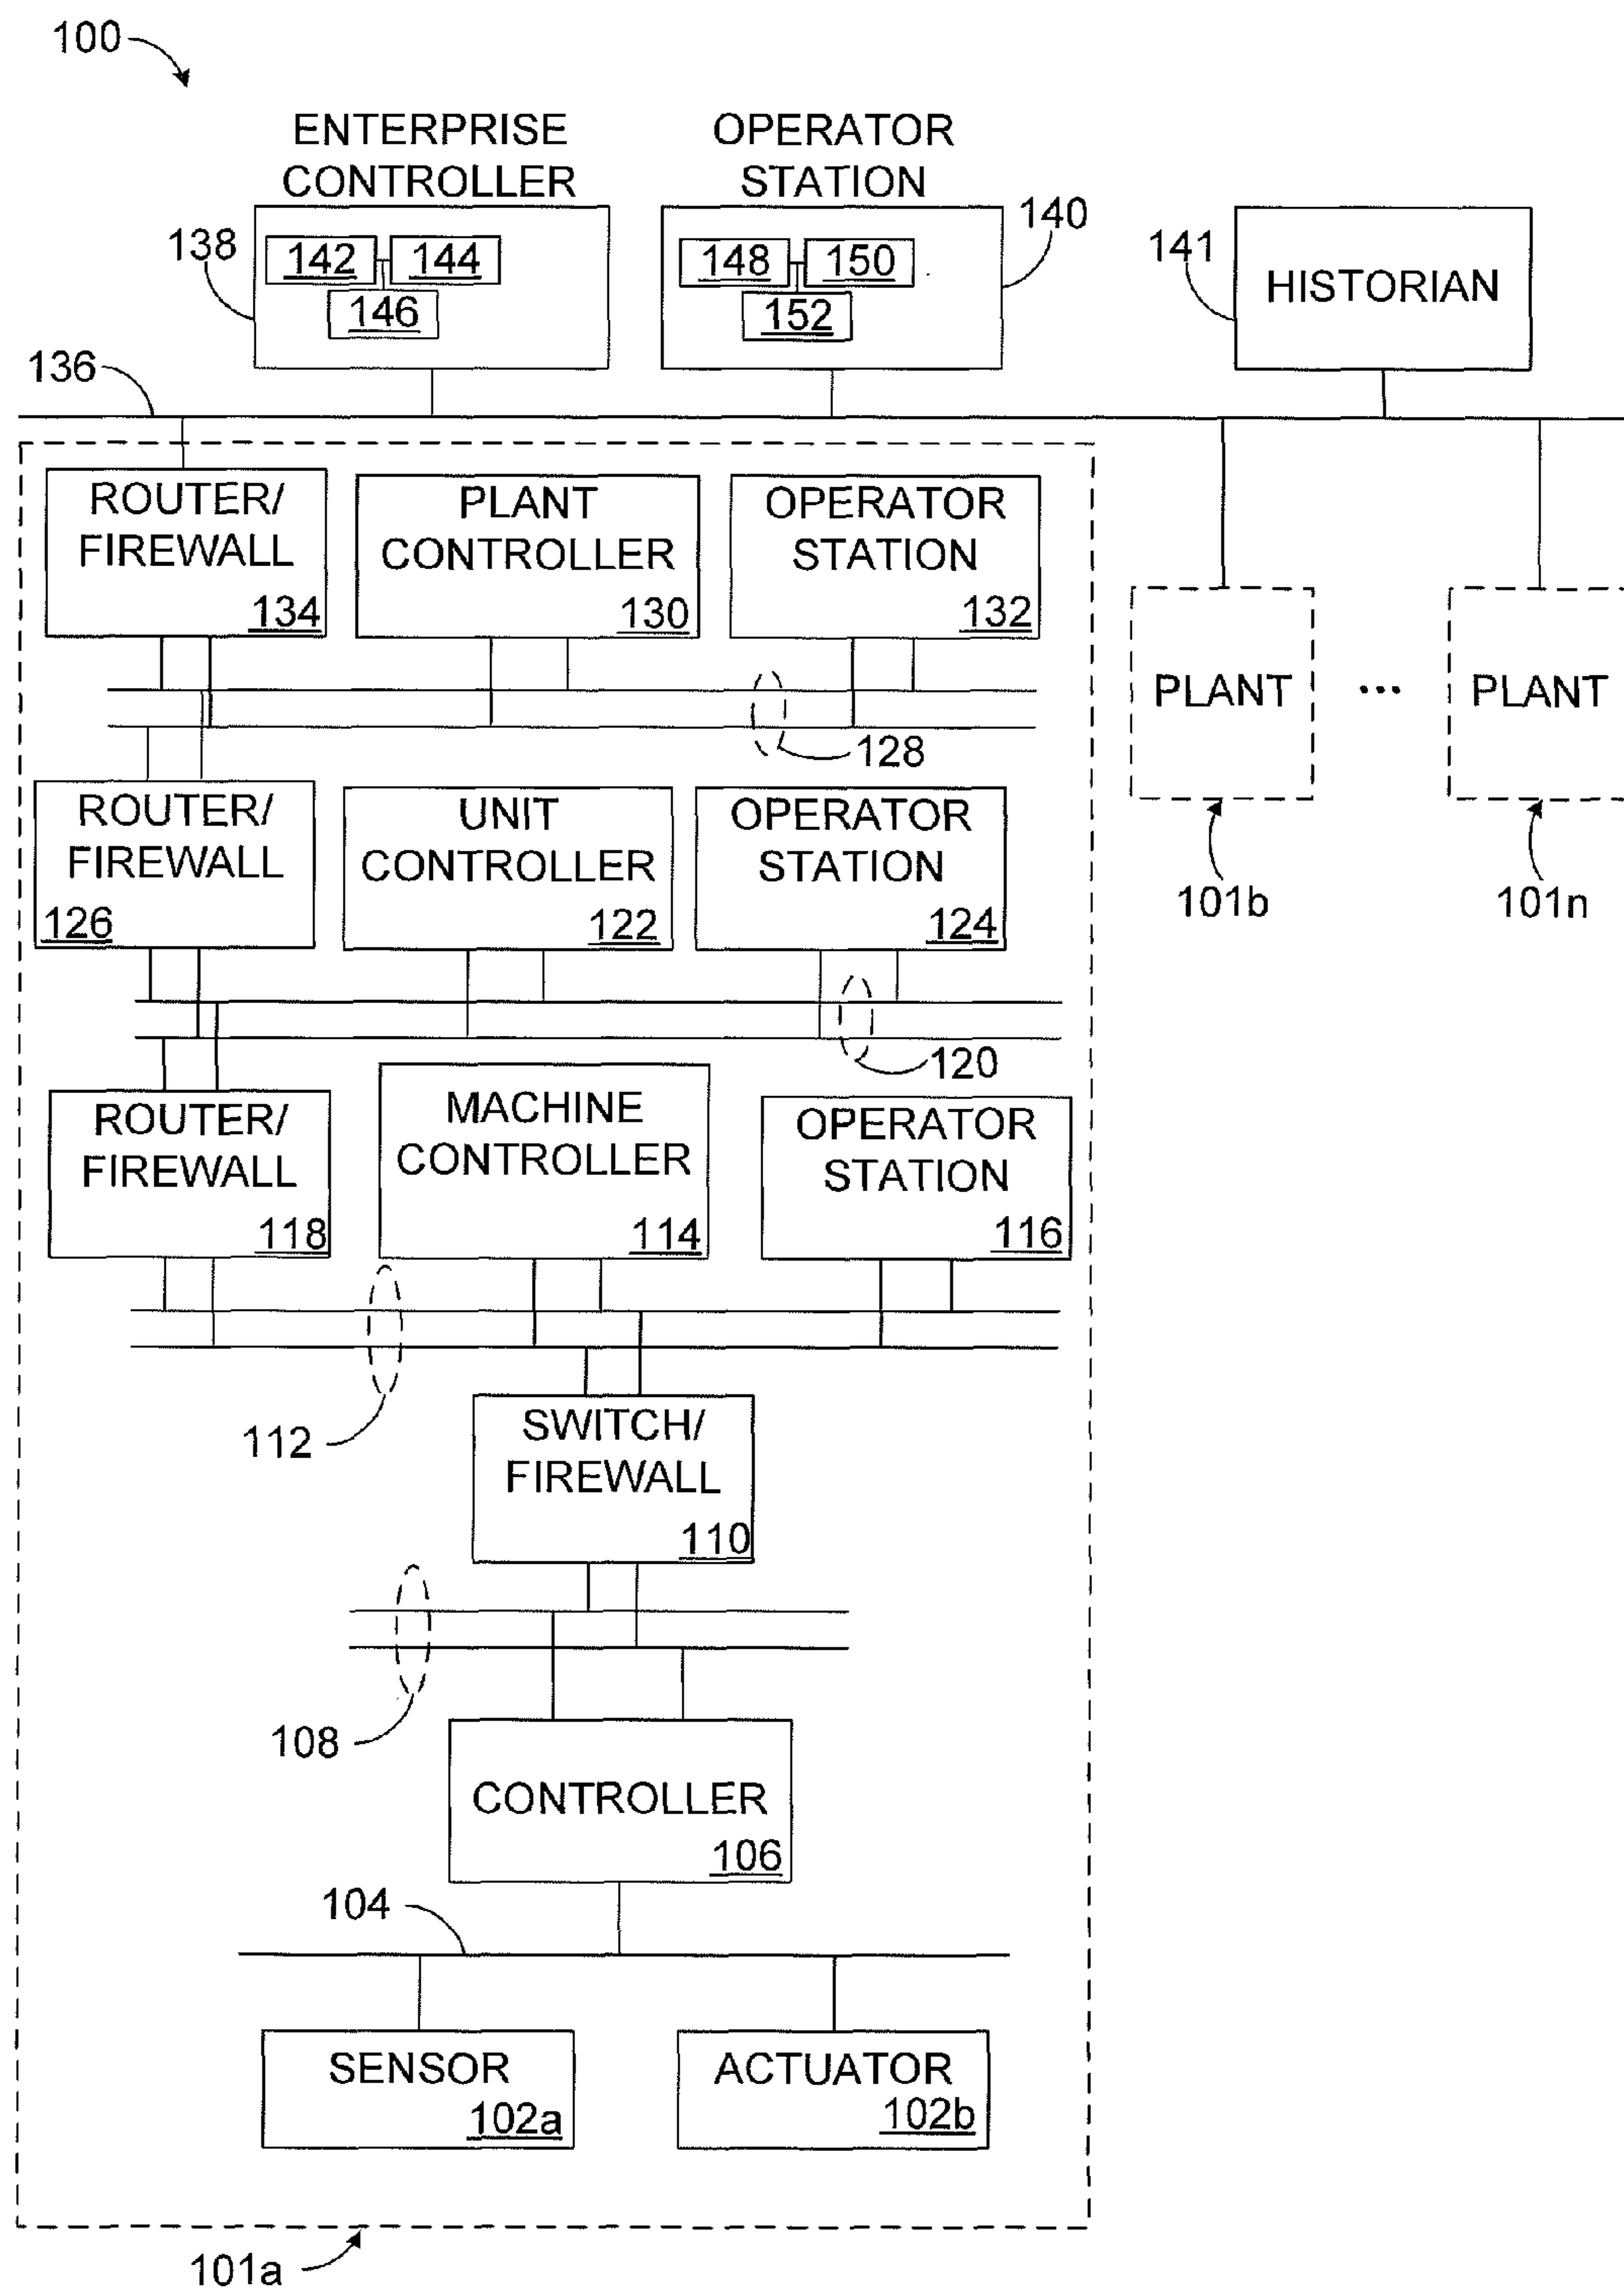 100
ENTERPRISE
CONTROLLER
OPERATOR
STATION
138
142
144
146
148
150
152
140
141
HISTORIAN
136
ROUTER/
FIREWALL
134
PLANT
CONTROLLER
130
OPERATOR
STATION
132
128
PLANT
...
PLANT
101b
101n
ROUTER/
FIREWALL
126
UNIT
CONTROLLER
122
OPERATOR
STATION
124
120
ROUTER/
FIREWALL
118
MACHINE
CONTROLLER
114
OPERATOR
STATION
116
112
SWITCH/
FIREWALL
110
108
CONTROLLER
106
104
SENSOR
102a
ACTUATOR
102b
101a